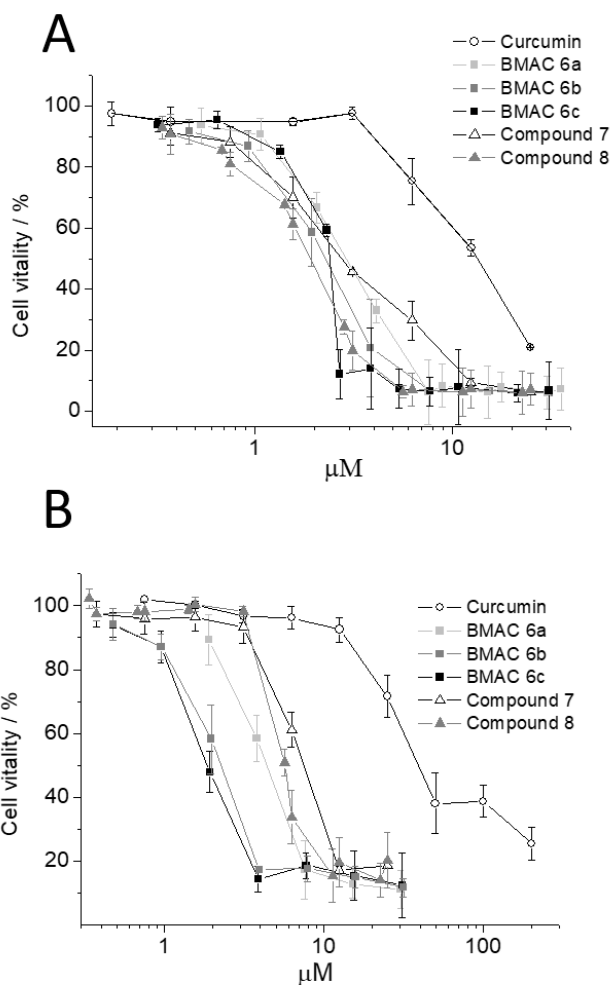 A
Curcumin
BMAC 6a
BMAC 6b
BMAC 6c
Compound 7
Compound 8
Cell vitality / %
100
80
60
40
20
0
1
10
μM
B
Curcumin
BMAC 6a
BMAC 6b
BMAC 6c
Compound 7
Compound 8
Cell vitality / %
100
80
60
40
20
1
10
100
μM